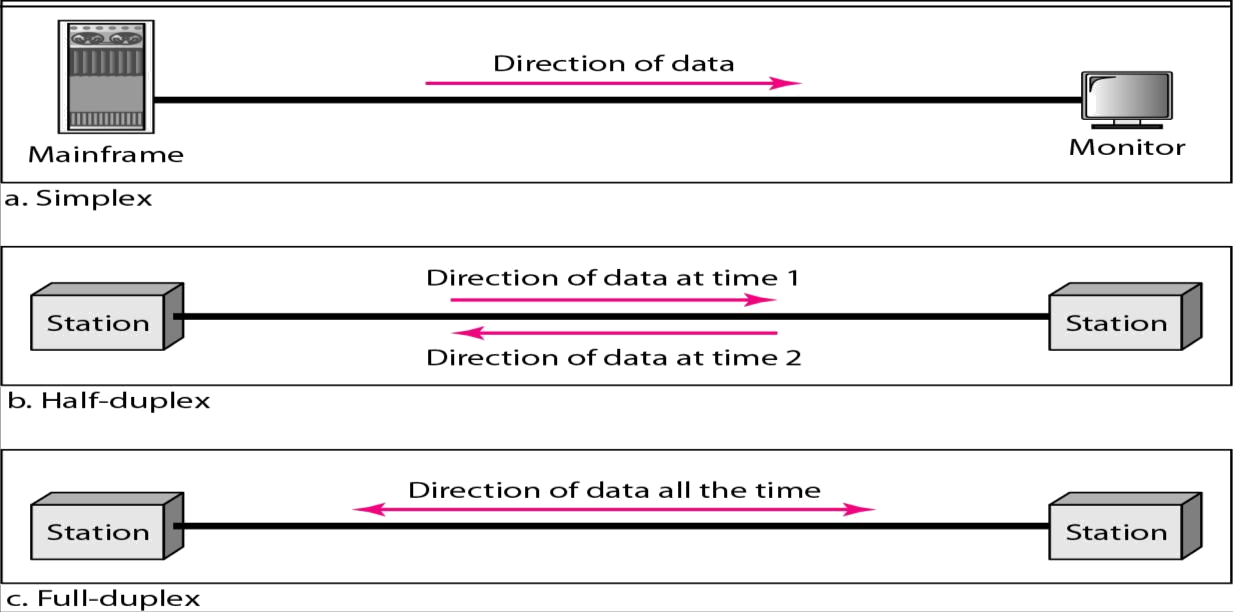 Direction of data
Mainframe
Monitor
a. Simplex
Direction of data at time 1
Station
Station
Direction of data at time 2
b. Half-duplex
Direction of data all the time
Station
Station
c. Full-duplex